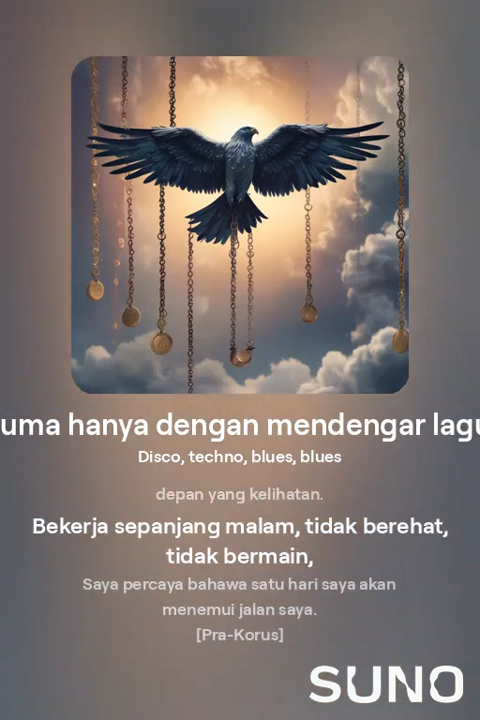 uma hanya dengan mendengar lagu
Disco, techno, blues, blues
depan yang kelihatan.
Bekerja sepanjang malam, tidak berehat,
tidak bermain,
Saya percaya bahawa satu hari saya akan
menemui jalan saya.
[Pra-Korus]
SUNO